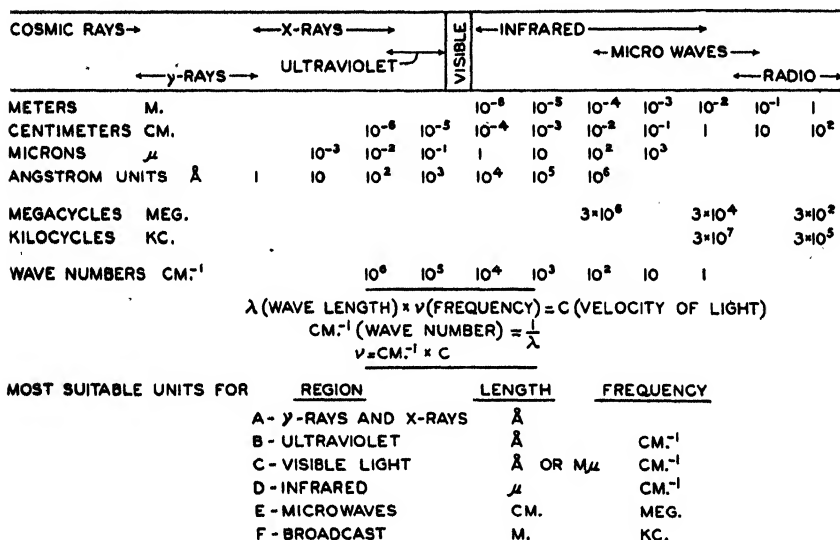 COSMIC RAYS→ ←X-RAYS→ VISIBLE ←INFRARED→
ULTRAVIOLET ←MICRO WAVES→
←γ-RAYS→ ←RADIO→
METERS M. 10⁻⁶ 10⁻⁵ 10⁻⁴ 10⁻³ 10⁻² 10⁻¹ 1
CENTIMETERS CM. 10⁻⁶ 10⁻⁵ 10⁻⁴ 10⁻³ 10⁻² 10⁻¹ 1 10 10²
MICRONS μ 10⁻³ 10⁻² 10⁻¹ 1 10 10² 10³
ANGSTROM UNITS Å 1 10 10² 10³ 10⁴ 10⁵ 10⁶
MEGACYCLES MEG. 3×10⁶ 3×10⁴ 3×10²
KILOCYCLES KC. 3×10⁷ 3×10⁵
WAVE NUMBERS CM.⁻¹ 10⁶ 10⁵ 10⁴ 10³ 10² 10 1
λ (WAVE LENGTH) × ν (FREQUENCY) = C (VELOCITY OF LIGHT)
CM.⁻¹ (WAVE NUMBER) = 1/λ
ν = CM.⁻¹ × C
MOST SUITABLE UNITS FOR REGION LENGTH FREQUENCY
A - γ-RAYS AND X-RAYS Å
B - ULTRAVIOLET Å CM.⁻¹
C - VISIBLE LIGHT Å OR Mμ CM.⁻¹
D - INFRARED μ CM.⁻¹
E - MICROWAVES CM. MEG.
F - BROADCAST M. KC.